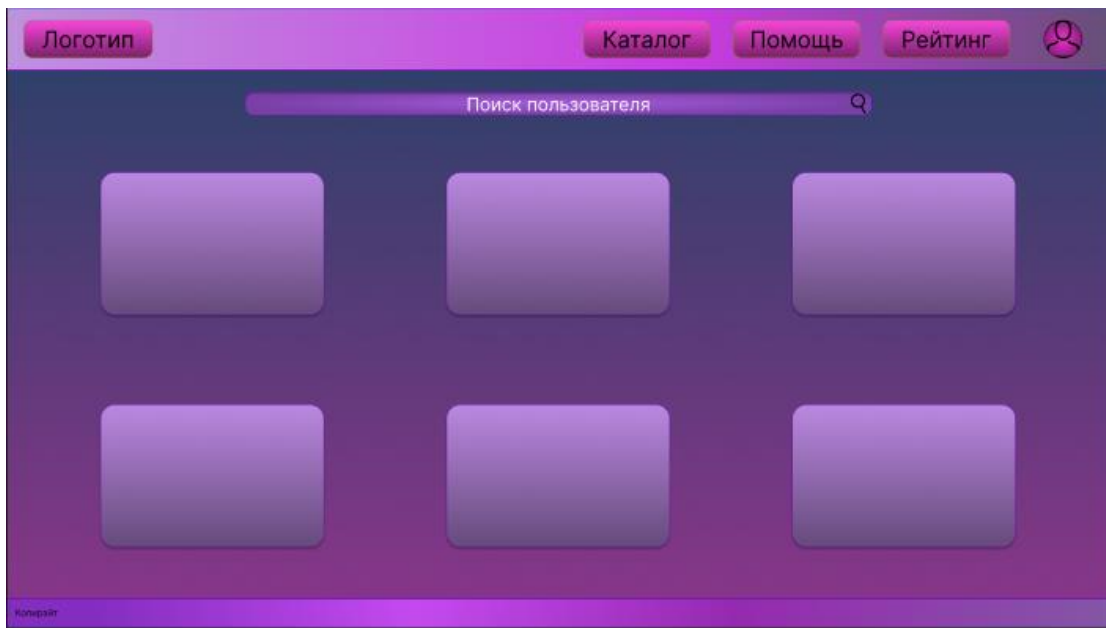 Логотип
Каталог
Помощь
Рейтинг
Поиск пользователя
Копирайт